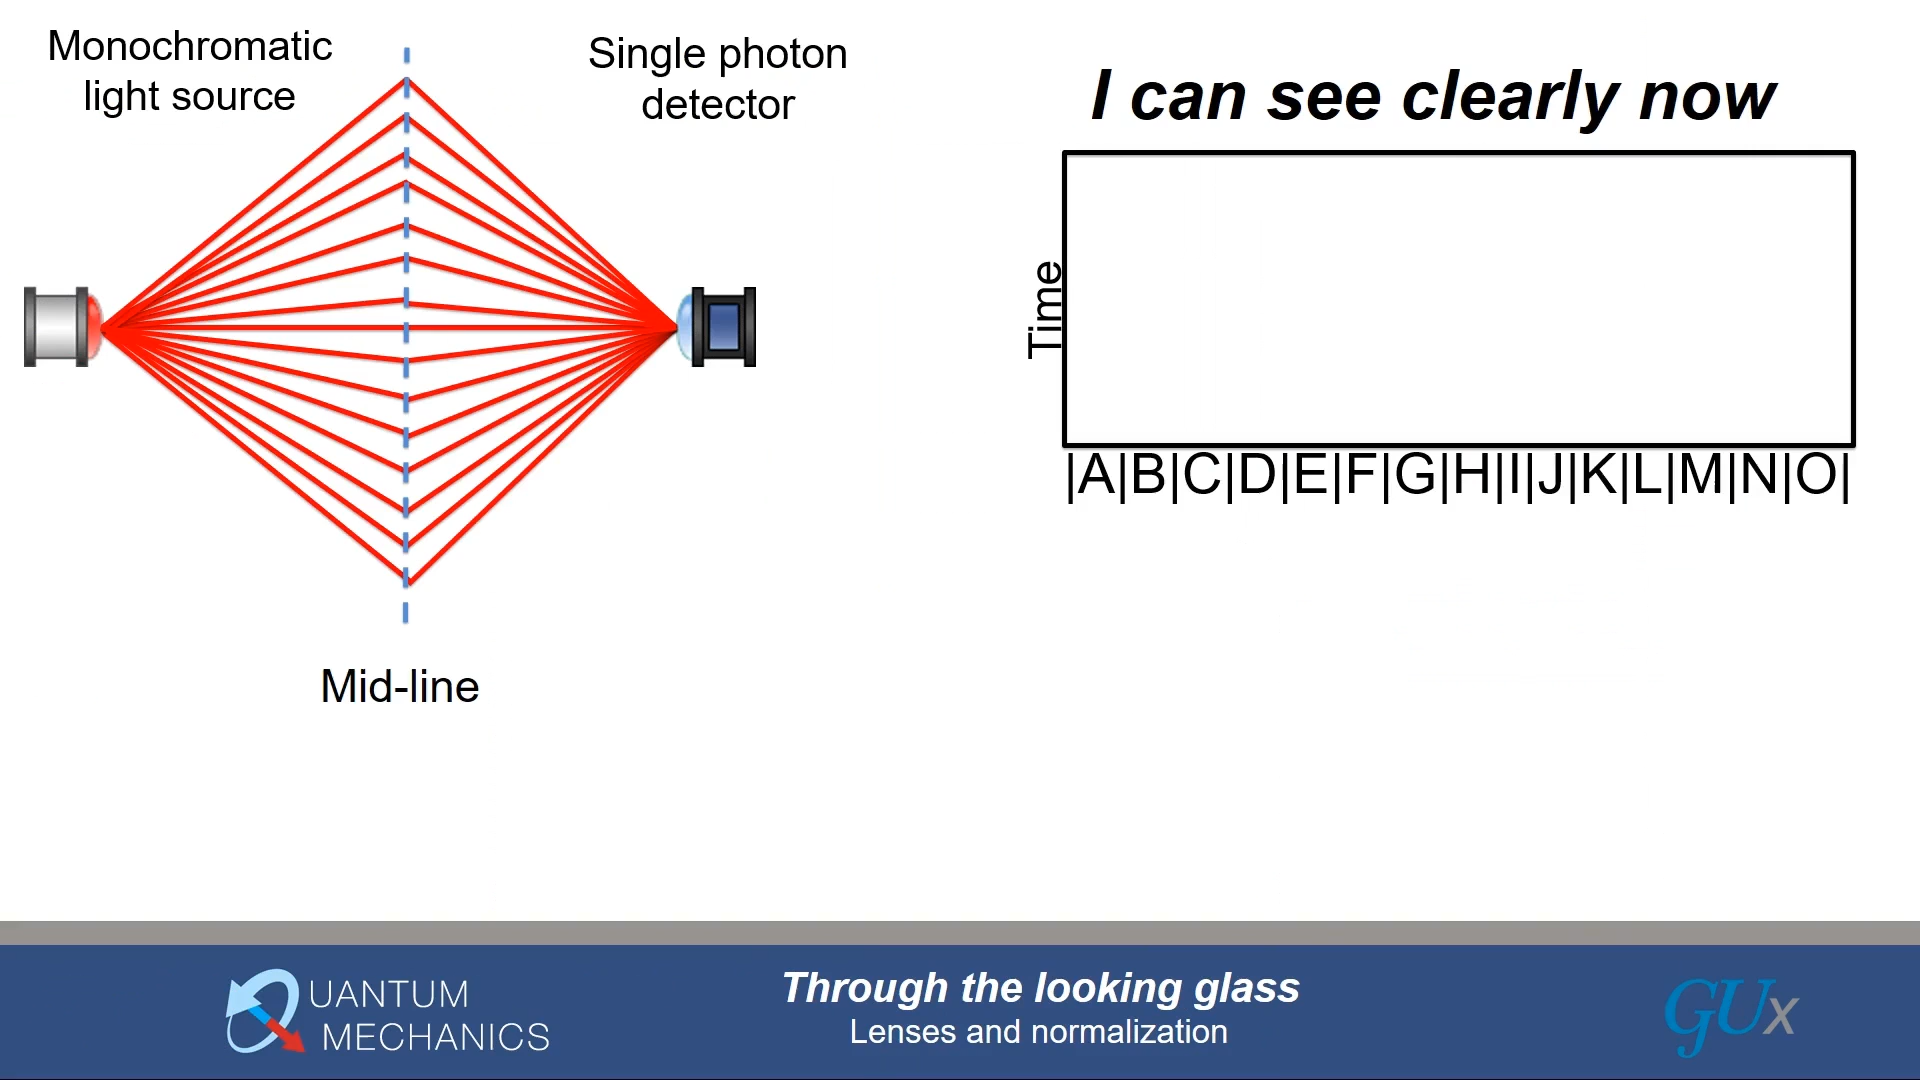 Monochromatic
light source
Single photon
detector
Mid-line
I can see clearly now
Time
|A|B|C|D|E|F|G|H|I|J|K|L|M|N|O|
QUANTUM
MECHANICS
Through the looking glass
Lenses and normalization
GUx